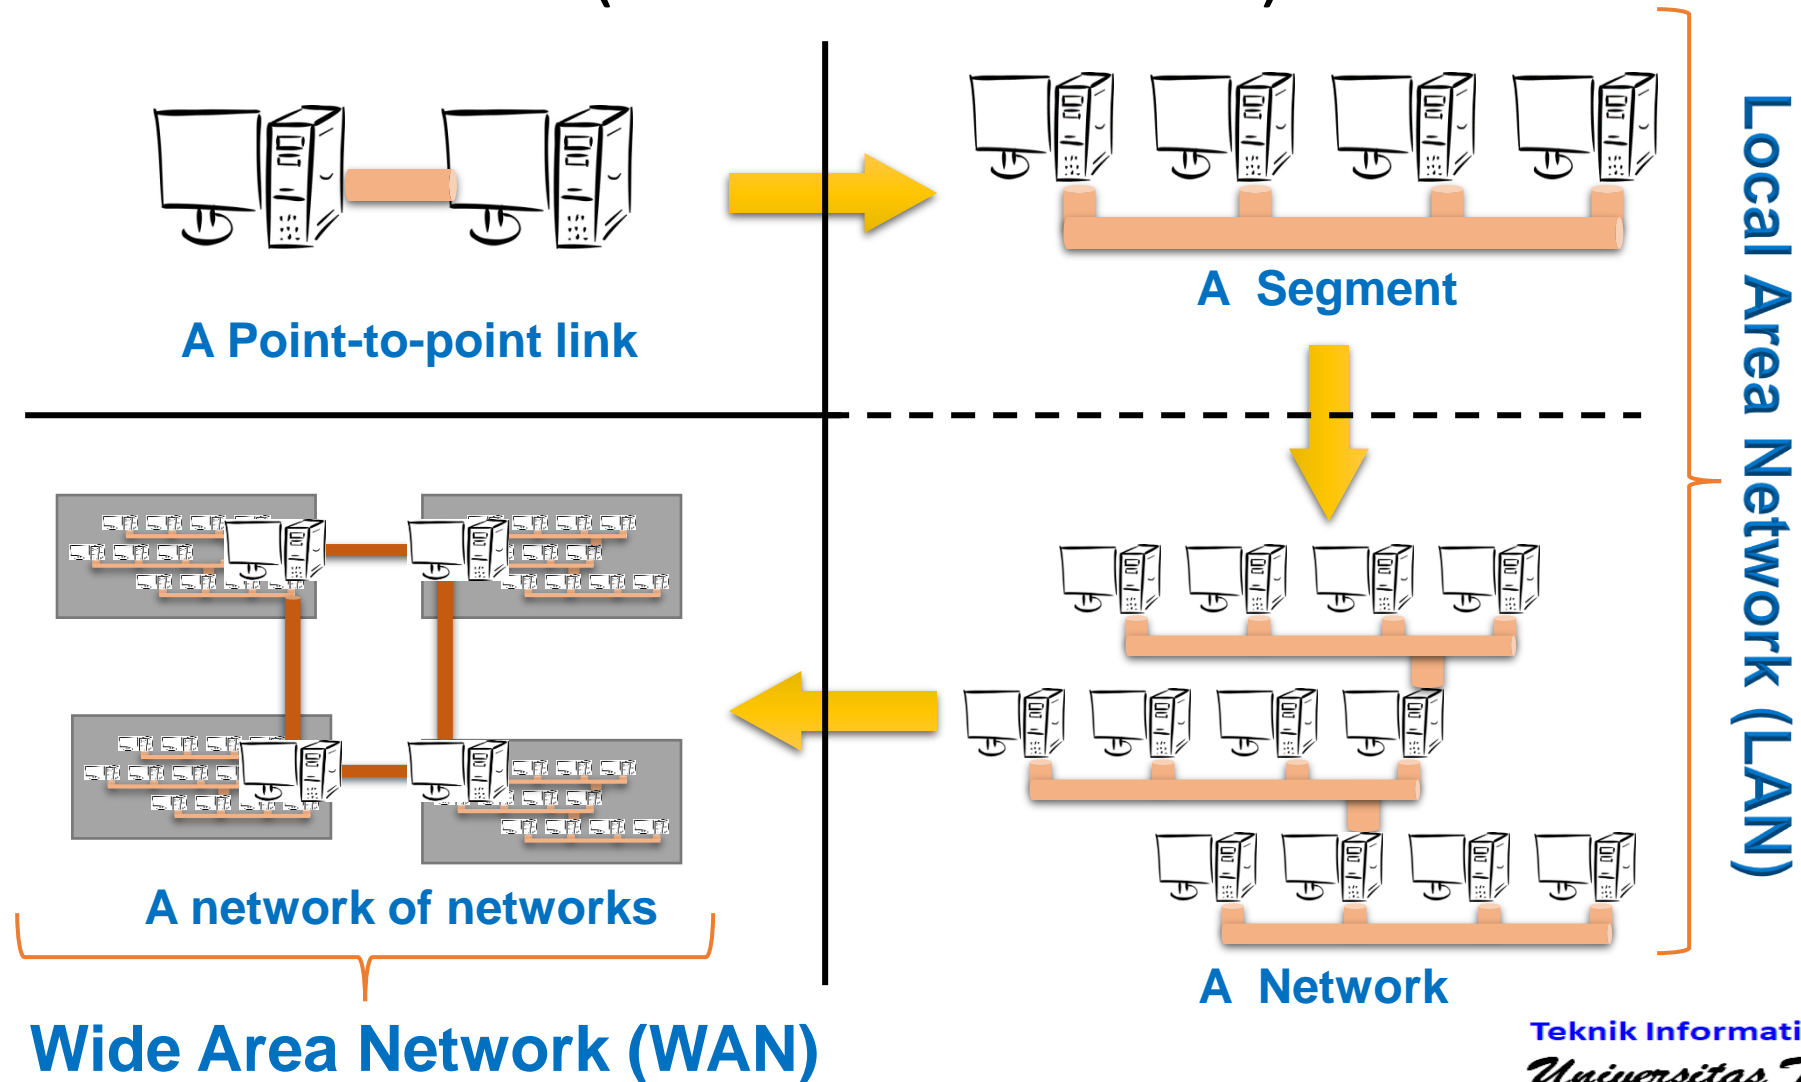 A Point-to-point link
A Segment
Local Area Network (LAN)
A network of networks
A Network
Wide Area Network (WAN)
Teknik Informati
Universitas